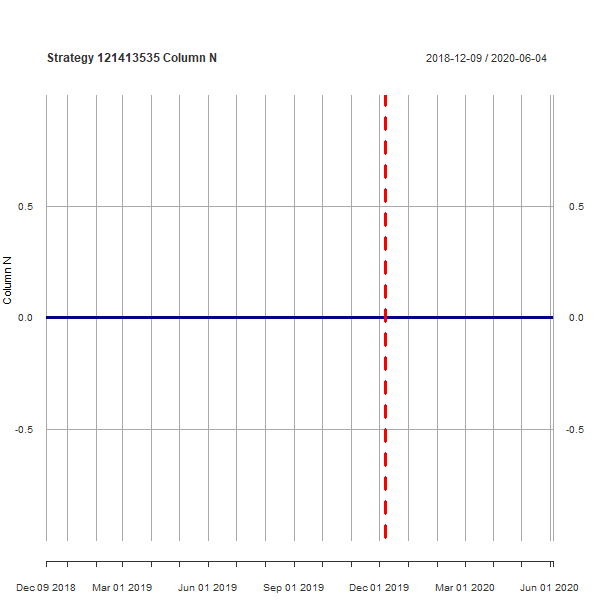 Strategy 121413535 Column N 2018-12-09 / 2020-06-04
0.5 0.5
Column N
0.0 0.0
-0.5 -0.5
Dec 09 2018 Mar 01 2019 Jun 01 2019 Sep 01 2019 Dec 01 2019 Mar 01 2020 Jun 01 2020